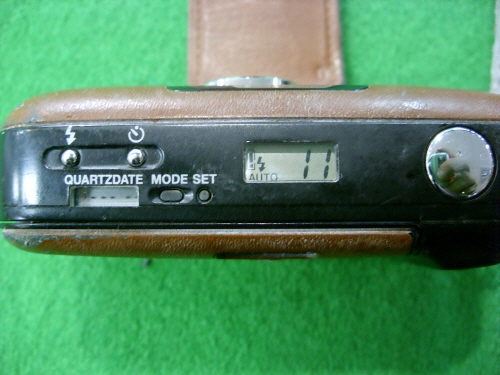 QUARTZDATE MODE SET
AUTO 11